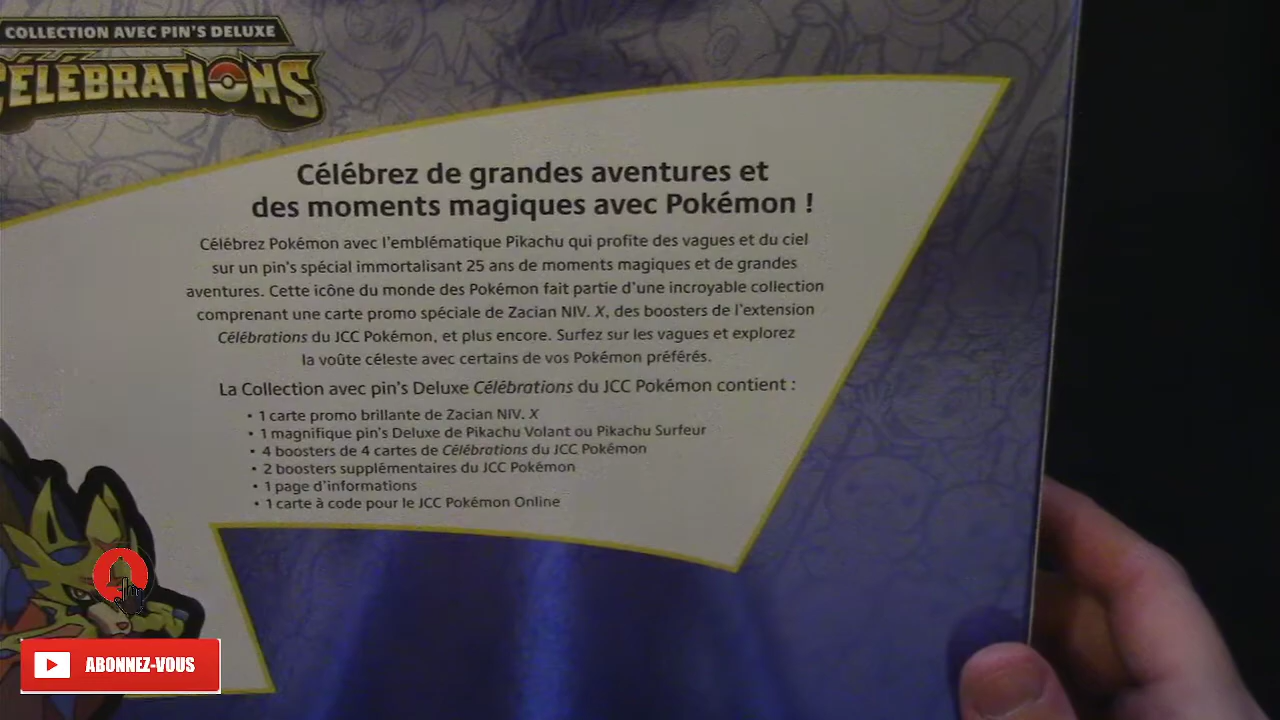 COLLECTION AVEC PIN'S DELUXE
CÉLÉBRATIONS
Célébrez de grandes aventures et
des moments magiques avec Pokémon !
Célébrez Pokémon avec l'emblématique Pikachu qui profite des vagues et du ciel
sur un pin's spécial immortalisant 25 ans de moments magiques et de grandes
aventures. Cette icône du monde des Pokémon fait partie d'une incroyable collection
comprenant une carte promo spéciale de Zacian NIV. X, des boosters de l'extension
Célébrations du JCC Pokémon, et plus encore. Surfez sur les vagues et explorez
la voûte céleste avec certains de vos Pokémon préférés.
La Collection avec pin's Deluxe Célébrations du JCC Pokémon contient :
• 1 carte promo brillante de Zacian NIV. X
• 1 magnifique pin's Deluxe de Pikachu Volant ou Pikachu Surfeur
• 4 boosters de 4 cartes de Célébrations du JCC Pokémon
• 2 boosters supplémentaires du JCC Pokémon
• 1 page d'informations
• 1 carte à code pour le JCC Pokémon Online
ABONNEZ-VOUS